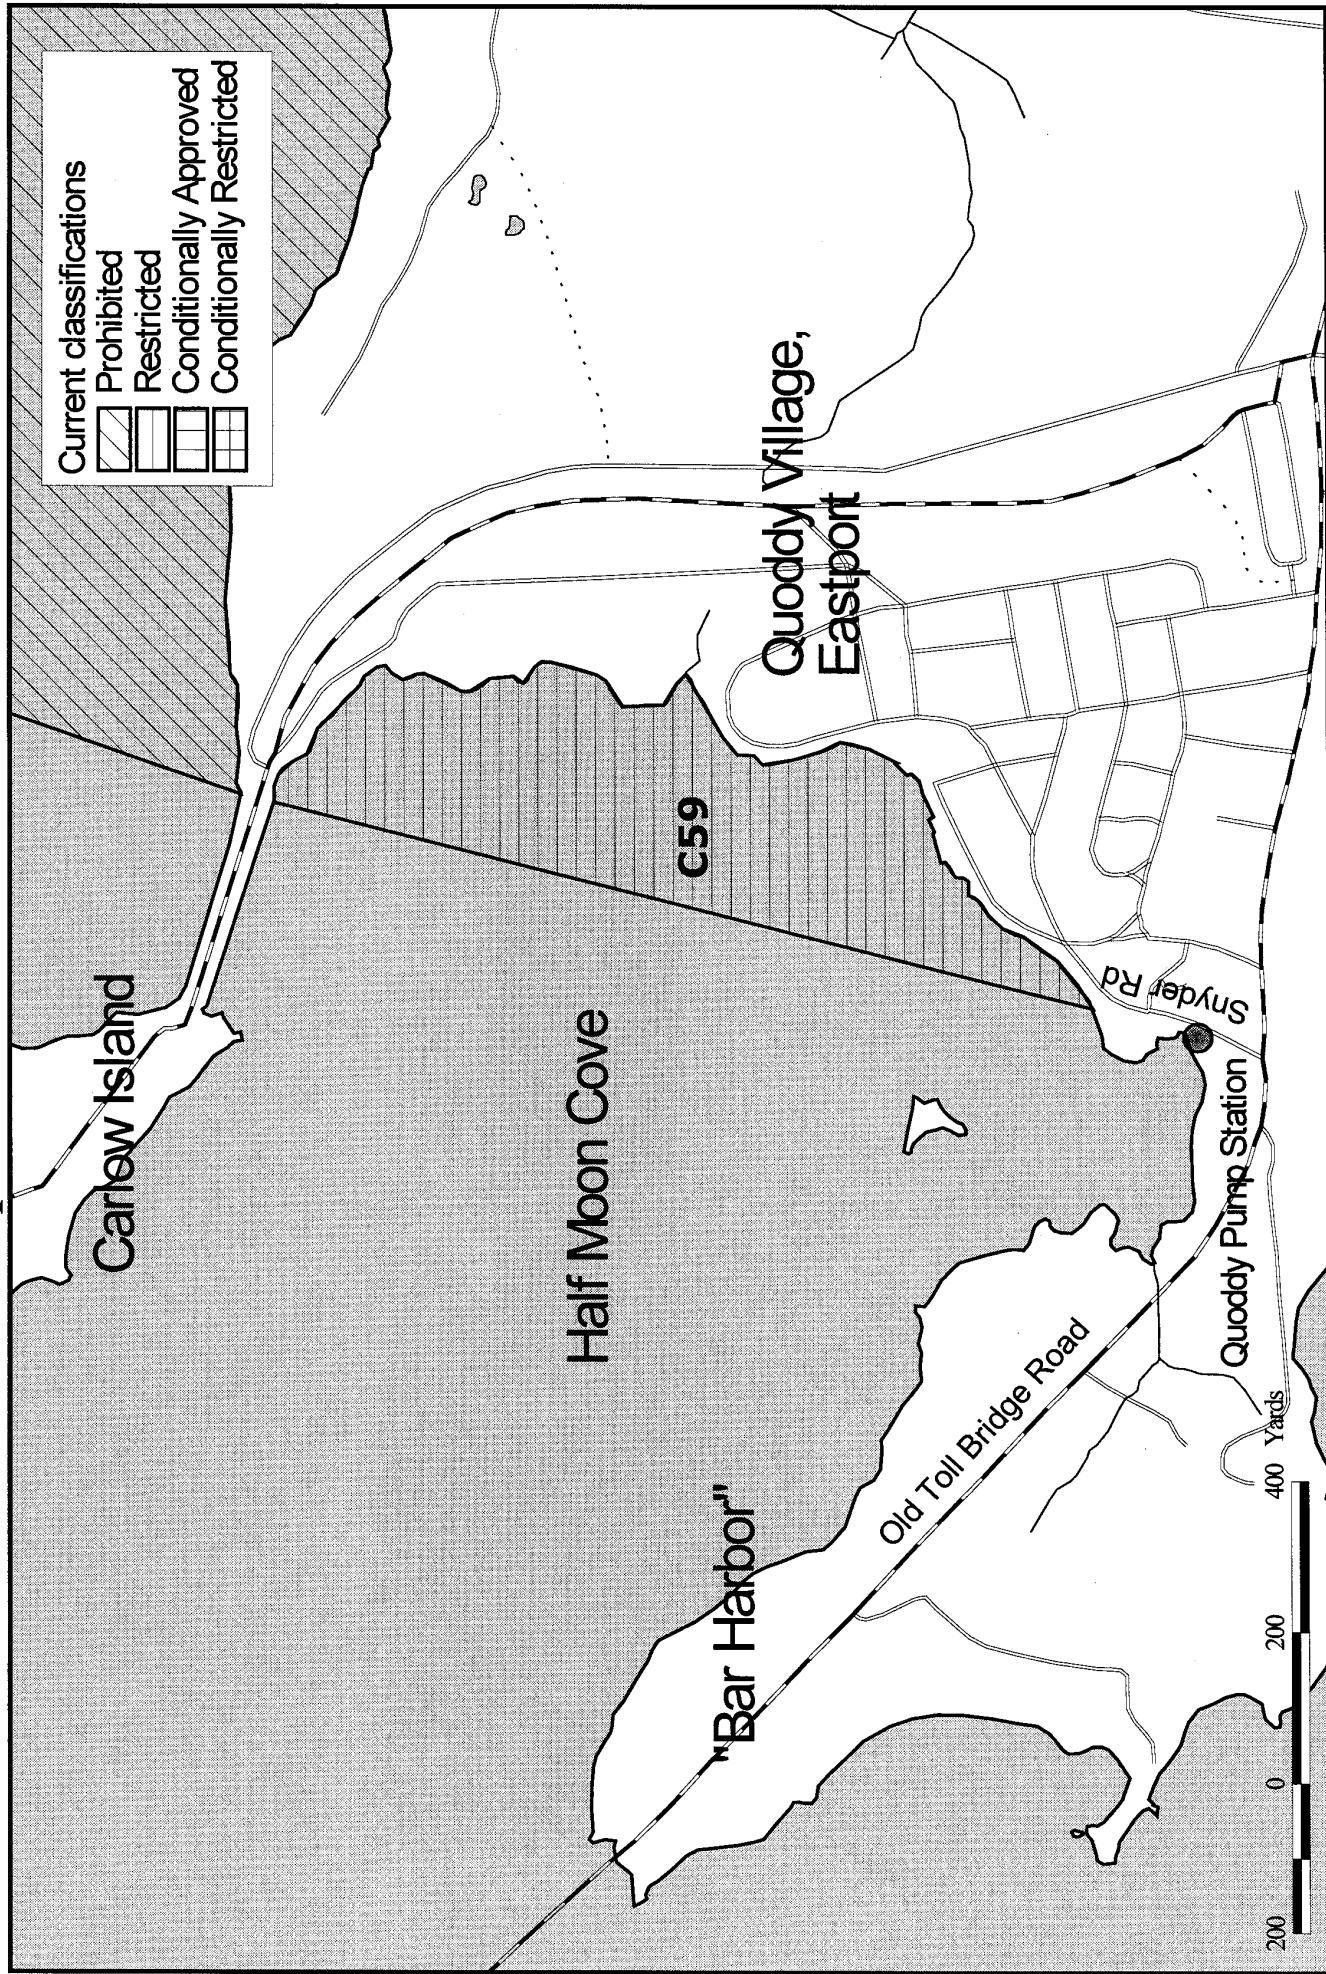 Current classifications
Prohibited
Restricted
Conditionally Approved
Conditionally Restricted
Carlow Island
Half Moon Cove
C59
Quoddy Village,
Eastport
"Bar Harbor"
Old Toll Bridge Road
Snyder Rd
Quoddy Pump Station
200 0 200 400 Yards